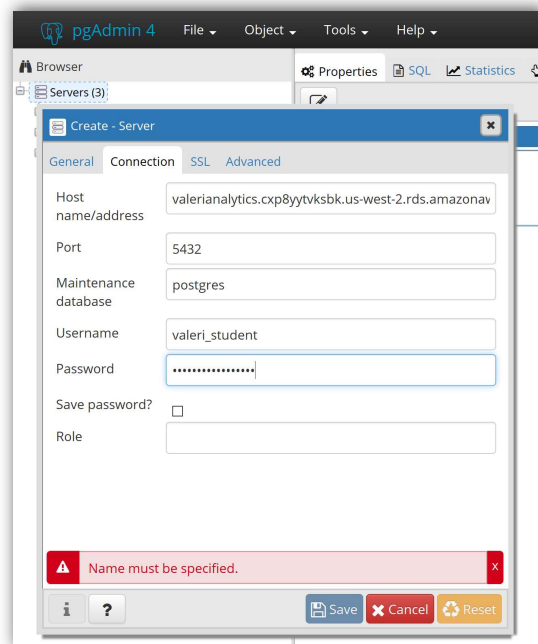 pgAdmin 4 File Object Tools Help
Browser
Properties SQL Statistics
Servers (3)
Create - Server
General Connection SSL Advanced
Host
name/address
valerianalytics.cxp8yytvksbk.us-west-2.rds.amazonaw
Port
5432
Maintenance
database
postgres
Username
valeri_student
Password
•••••••••••••••••
Save password?
Role
Name must be specified.
x
i ? Save Cancel Reset